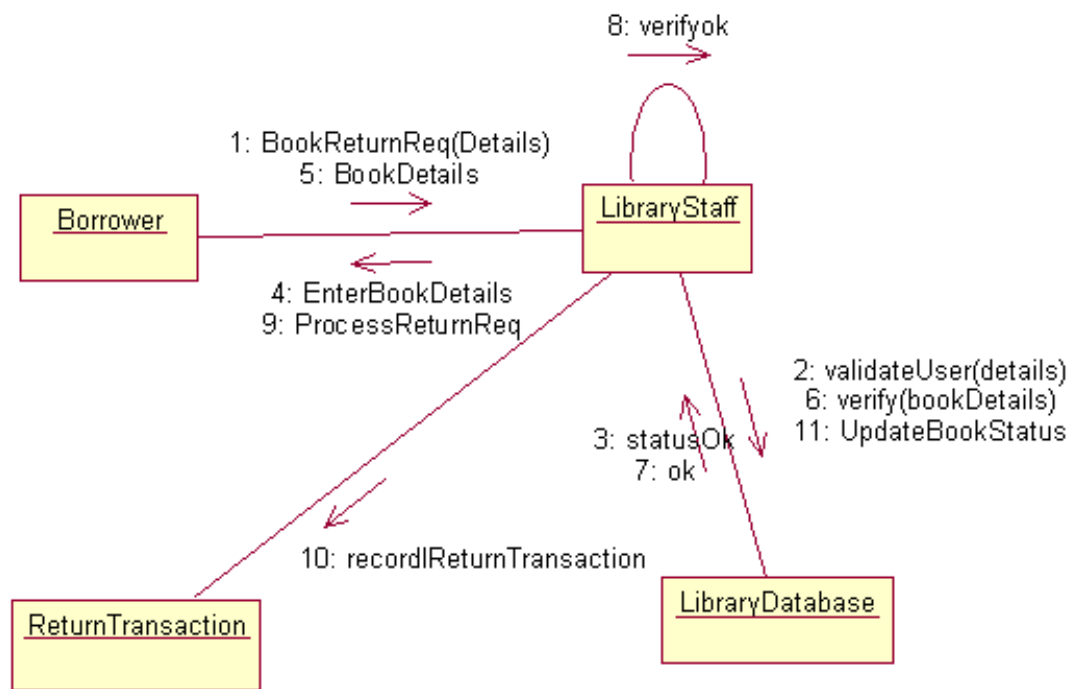 8: verifyok
1: BookReturnReq(Details)
5: BookDetails
Borrower
LibraryStaff
4: EnterBookDetails
9: ProcessReturnReq
2: validateUser(details)
6: verify(bookDetails)
11: UpdateBookStatus
3: statusOk
7: ok
10: recordlReturnTransaction
ReturnTransaction
LibraryDatabase